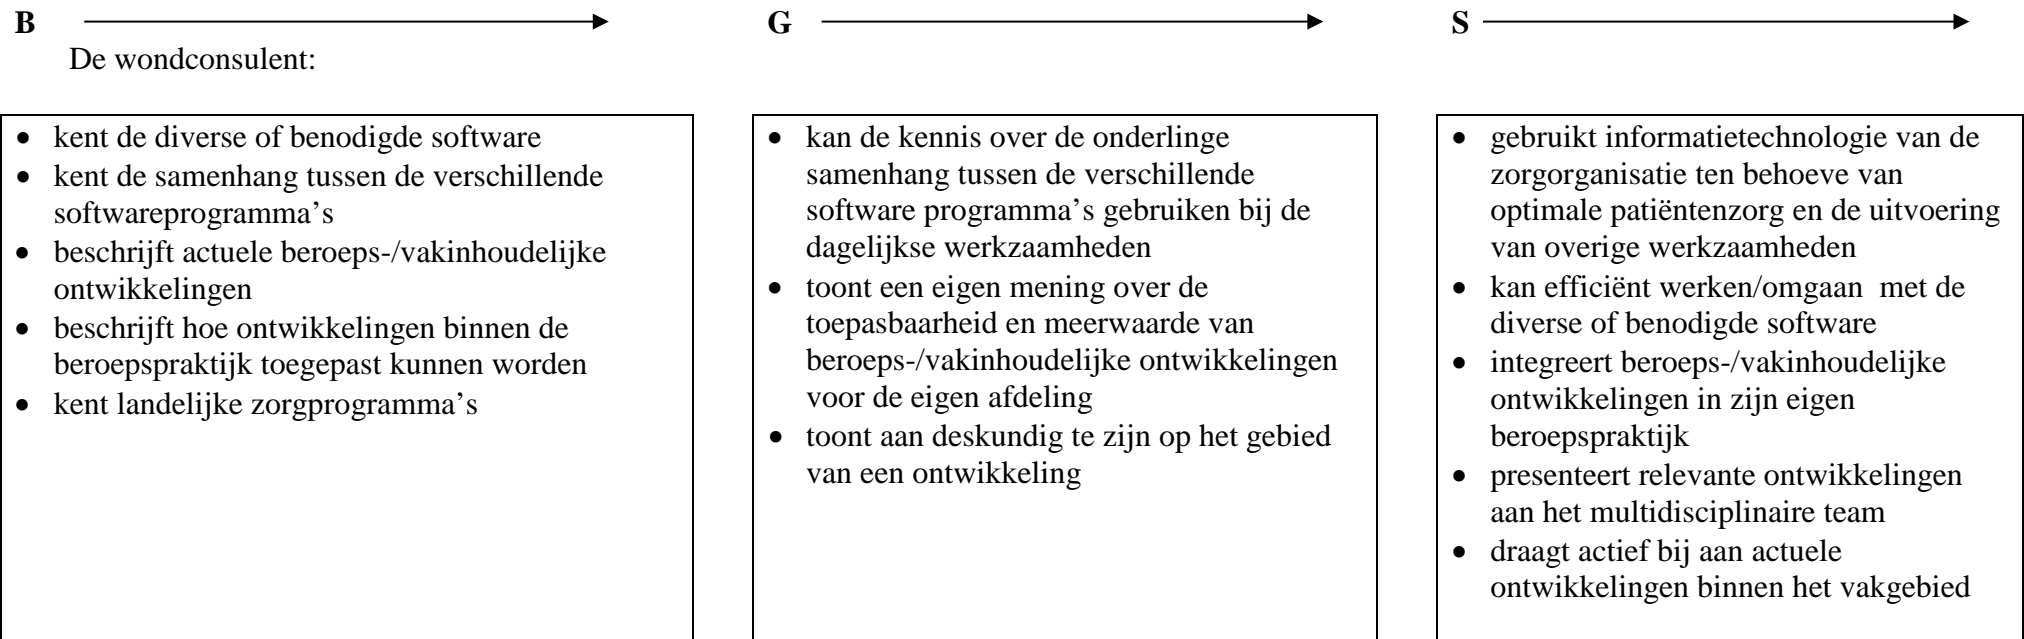 B G S
De wondconsulent:
• kent de diverse of benodigde software
• kent de samenhang tussen de verschillende
softwareprogramma’s
• beschrijft actuele beroeps-/vakinhoudelijke
ontwikkelingen
• beschrijft hoe ontwikkelingen binnen de
beroepspraktijk toegepast kunnen worden
• kent landelijke zorgprogramma’s
• kan de kennis over de onderlinge
samenhang tussen de verschillende
software programma’s gebruiken bij de
dagelijkse werkzaamheden
• toont een eigen mening over de
toepasbaarheid en meerwaarde van
beroeps-/vakinhoudelijke ontwikkelingen
voor de eigen afdeling
• toont aan deskundig te zijn op het gebied
van een ontwikkeling
• gebruikt informatietechnologie van de
zorgorganisatie ten behoeve van
optimale patiëntenzorg en de uitvoering
van overige werkzaamheden
• kan efficiënt werken/omgaan  met de
diverse of benodigde software
• integreert beroeps-/vakinhoudelijke
ontwikkelingen in zijn eigen
beroepspraktijk
• presenteert relevante ontwikkelingen
aan het multidisciplinaire team
• draagt actief bij aan actuele
ontwikkelingen binnen het vakgebied